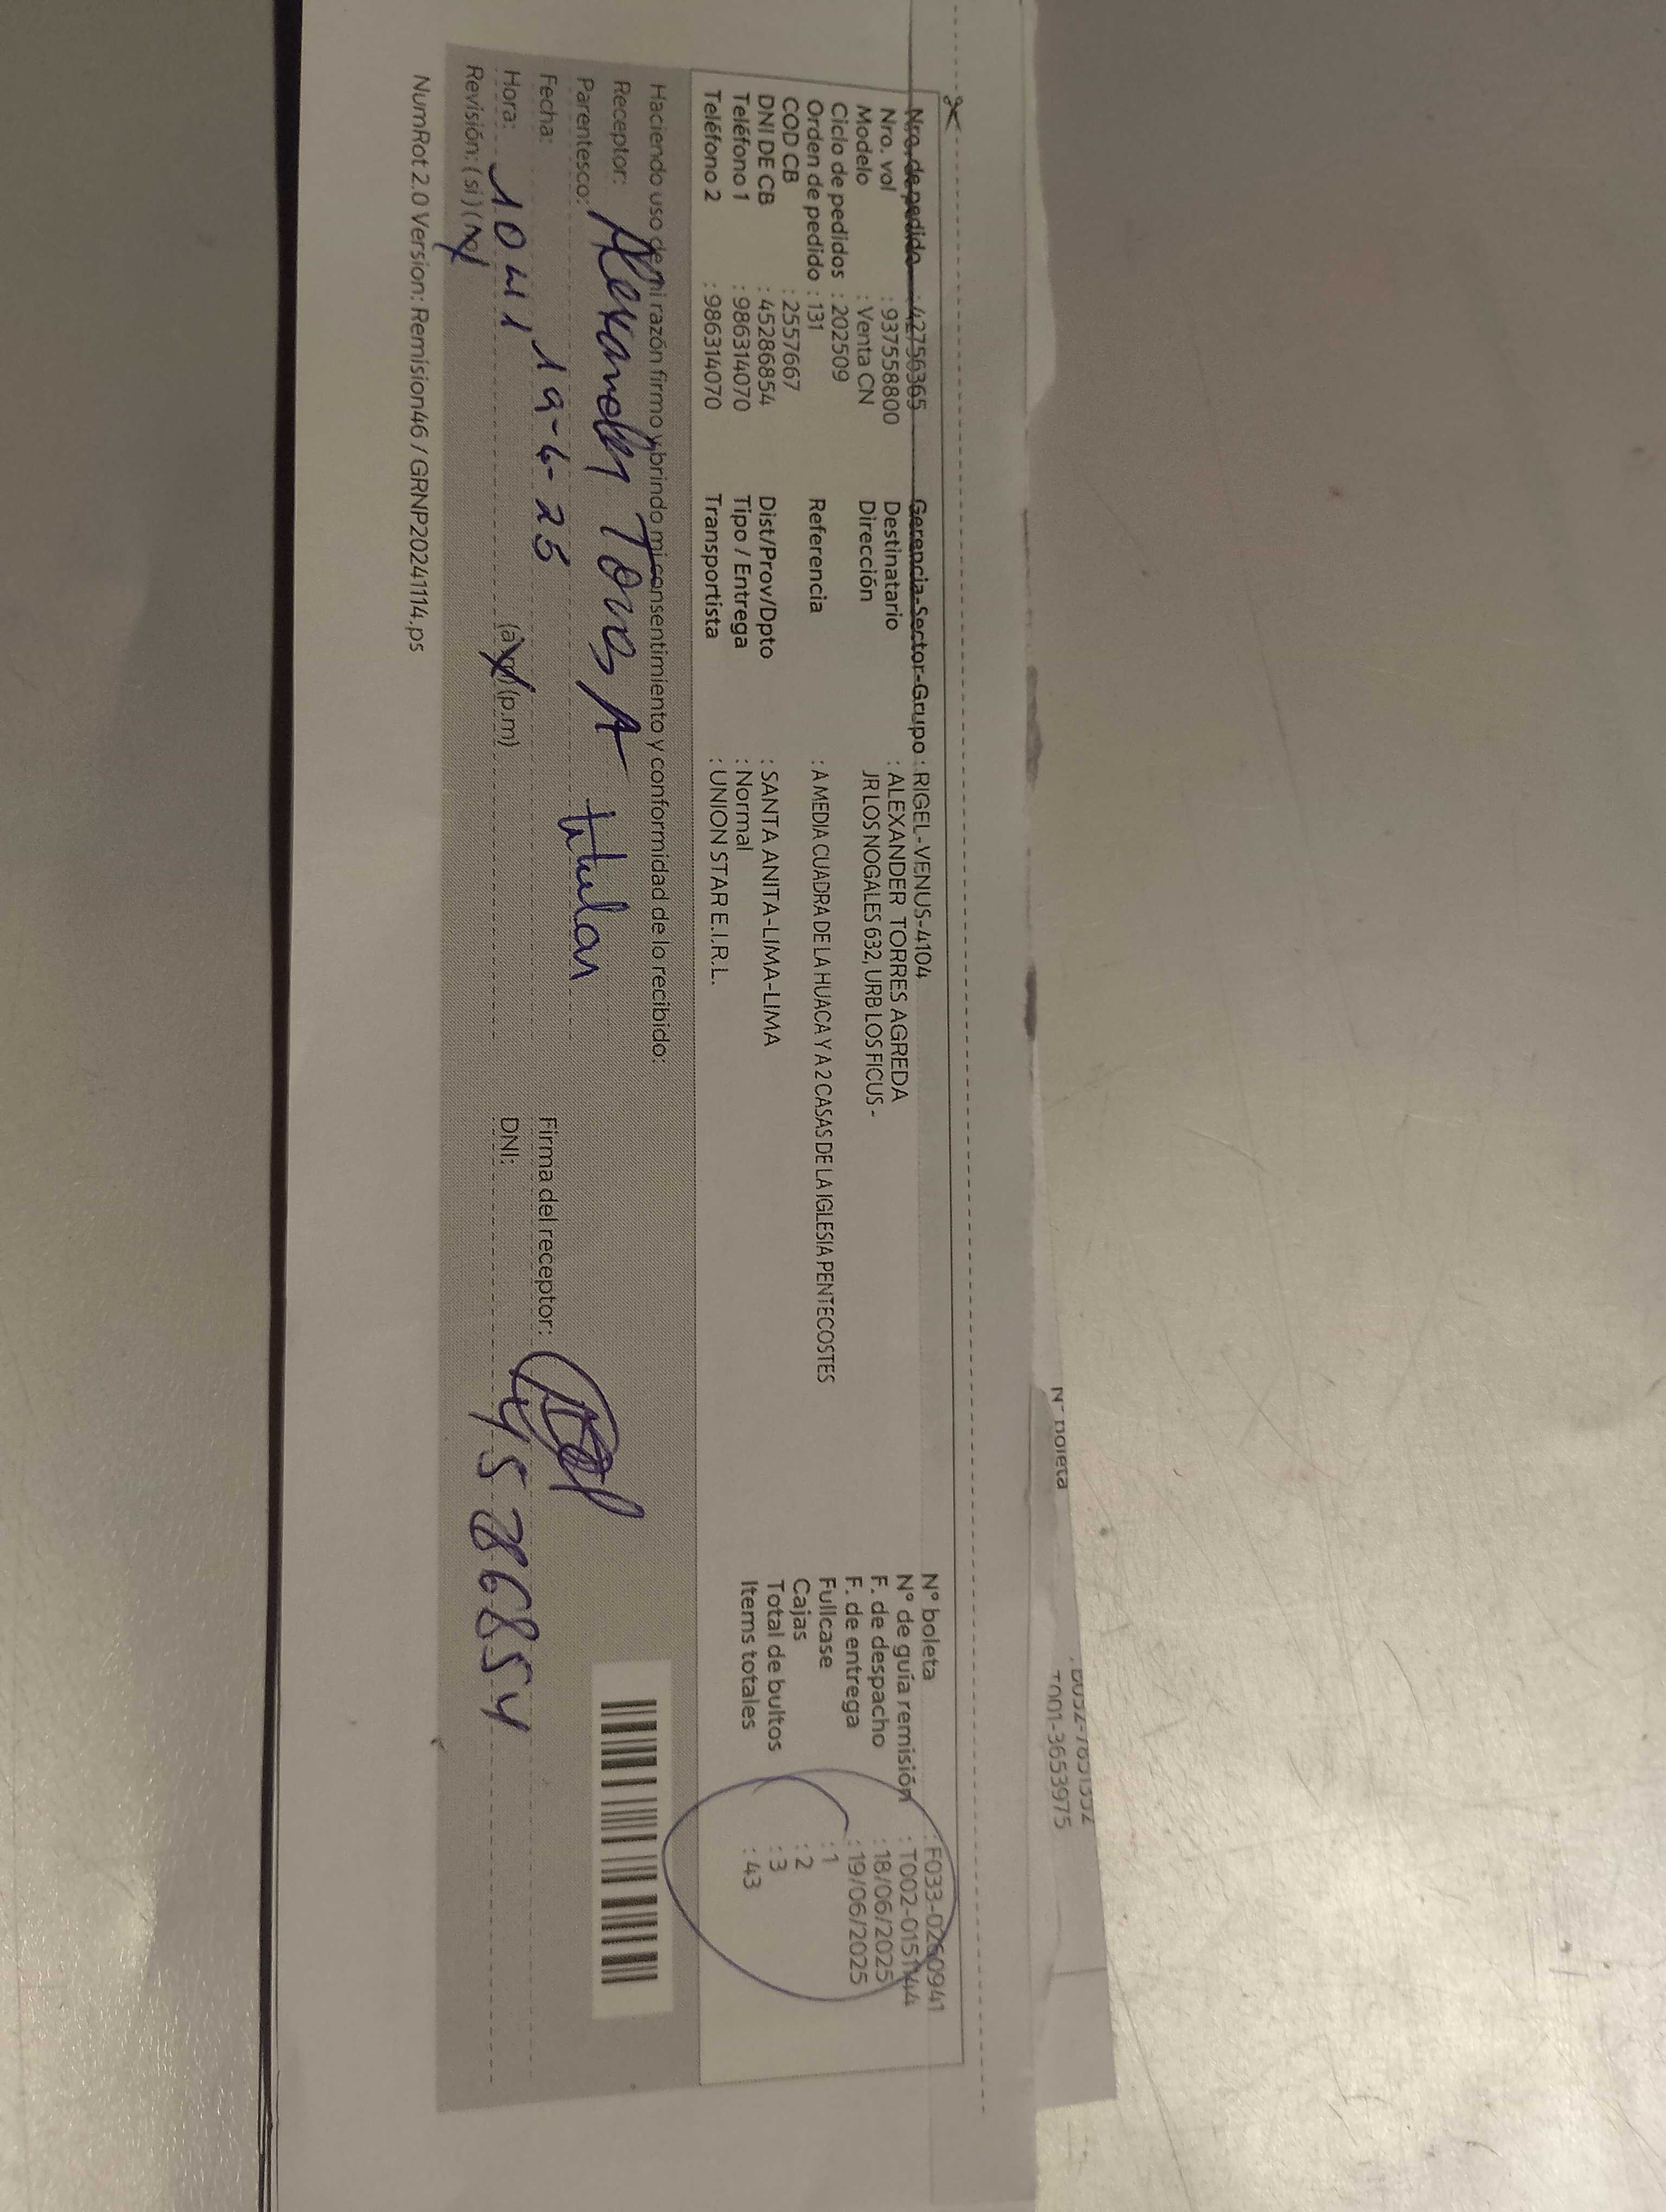 N° boleta
T001-3653975
Nro. de pedido : 42756365 Gerencia-Sector-Grupo : RIGEL-VENUS-4104 N° boleta : F033-0260941
Nro. vol : 937558800 Destinatario : ALEXANDER TORRES AGREDA N° de guía remisión : T002-0151144
Modelo : Venta CN Dirección JR LOS NOGALES 632, URB LOS FICUS - F. de despacho : 18/06/2025
Ciclo de pedidos : 202509 F. de entrega : 19/06/2025
Orden de pedido : 131 Referencia : A MEDIA CUADRA DE LA HUACA Y A 2 CASAS DE LA IGLESIA PENTECOSTES Fullcase : 1
COD CB : 2557667 Cajas : 2
DNI DE CB : 45286854 Dist/Prov/Dpto : SANTA ANITA-LIMA-LIMA Total de bultos : 3
Teléfono 1 : 986314070 Tipo / Entrega : Normal Items totales : 43
Teléfono 2 : 986314070 Transportista : UNION STAR E.I.R.L.
Haciendo uso de mi razón firmo y brindo mi consentimiento y conformidad de lo recibido:
Receptor: Alexander Torres A
Parentesco: titular
Fecha: 19-6-25 Firma del receptor:
Hora: 10 41 (p.m) DNI: 45286854
Revisión: (si) (no)
NumRot 2.0 Version: Remision46 / GRNP20241114.ps